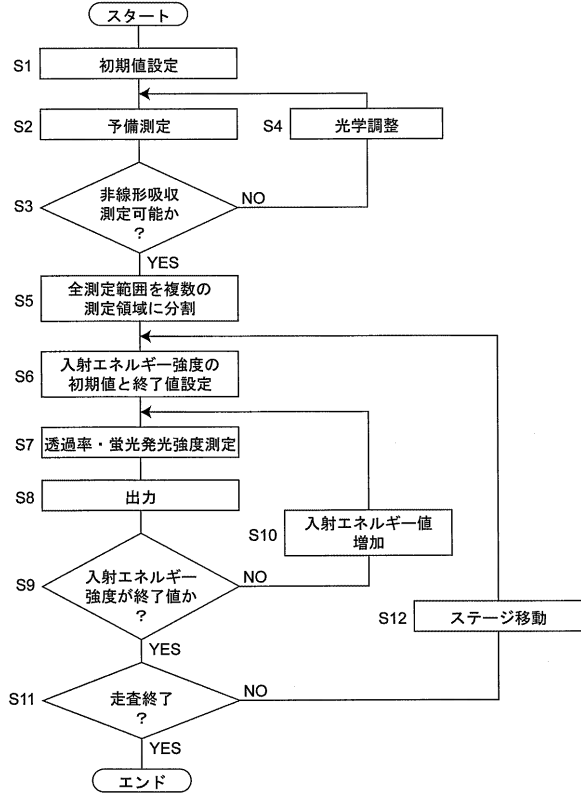 スタート
S1
初期値設定
S2
予備測定
S4
光学調整
S3
非線形吸収
測定可能か
？
NO
YES
S5
全測定範囲を複数の
測定領域に分割
S6
入射エネルギー強度の
初期値と終了値設定
S7
透過率・蛍光発光強度測定
S8
出力
S10
入射エネルギー値
増加
S9
入射エネルギー
強度が終了値か
？
NO
YES
S12
ステージ移動
S11
走査終了
？
NO
YES
エンド